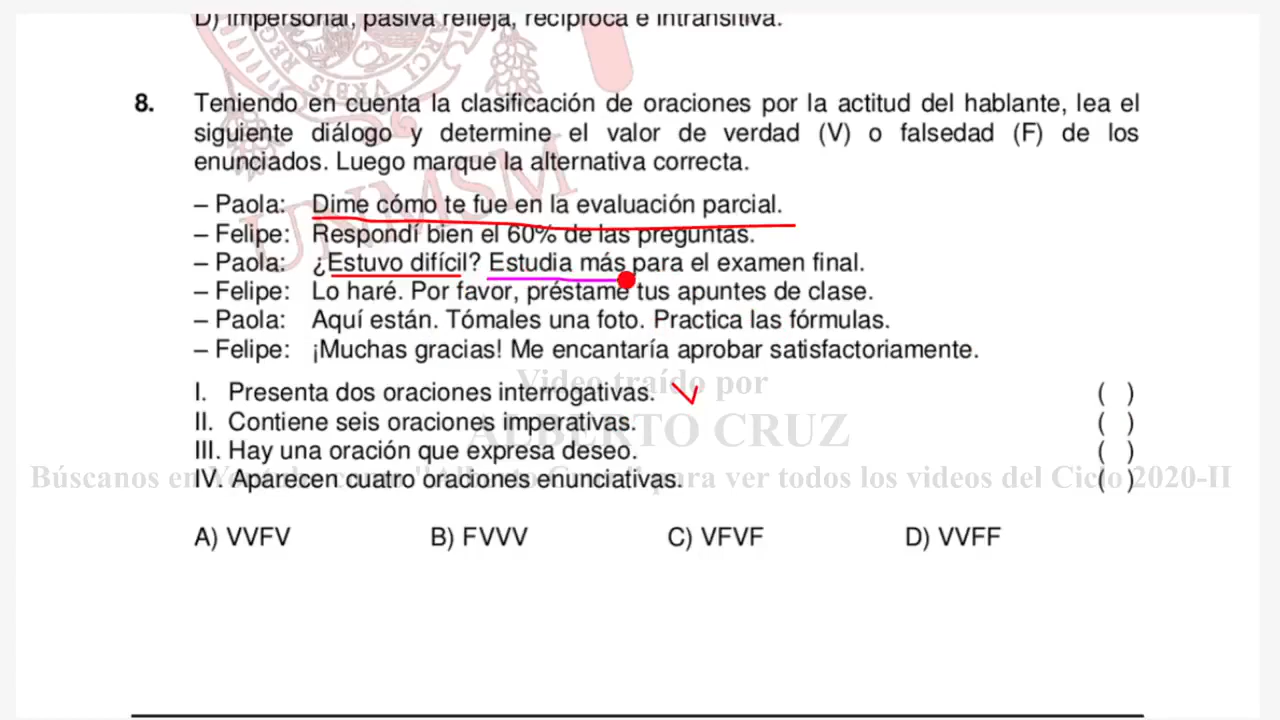 D) impersonal, pasiva refleja, recíproca e intransitiva.
8. Teniendo en cuenta la clasificación de oraciones por la actitud del hablante, lea el
siguiente diálogo y determine el valor de verdad (V) o falsedad (F) de los
enunciados. Luego marque la alternativa correcta.
– Paola: Dime cómo te fue en la evaluación parcial.
– Felipe: Respondí bien el 60% de las preguntas.
– Paola: ¿Estuvo difícil? Estudia más para el examen final.
– Felipe: Lo haré. Por favor, préstame tus apuntes de clase.
– Paola: Aquí están. Tómales una foto. Practica las fórmulas.
– Felipe: ¡Muchas gracias! Me encantaría aprobar satisfactoriamente.
Video traído por
I. Presenta dos oraciones interrogativas. V ( )
II. Contiene seis oraciones imperativas. ( )
ALBERTO CRUZ
III. Hay una oración que expresa deseo. ( )
IV. Aparecen cuatro oraciones enunciativas. ( )
Búscanos en para ver todos los videos del Ciclo 2020-II
A) VVFV B) FVVV C) VFVF D) VVFF
UNMSM